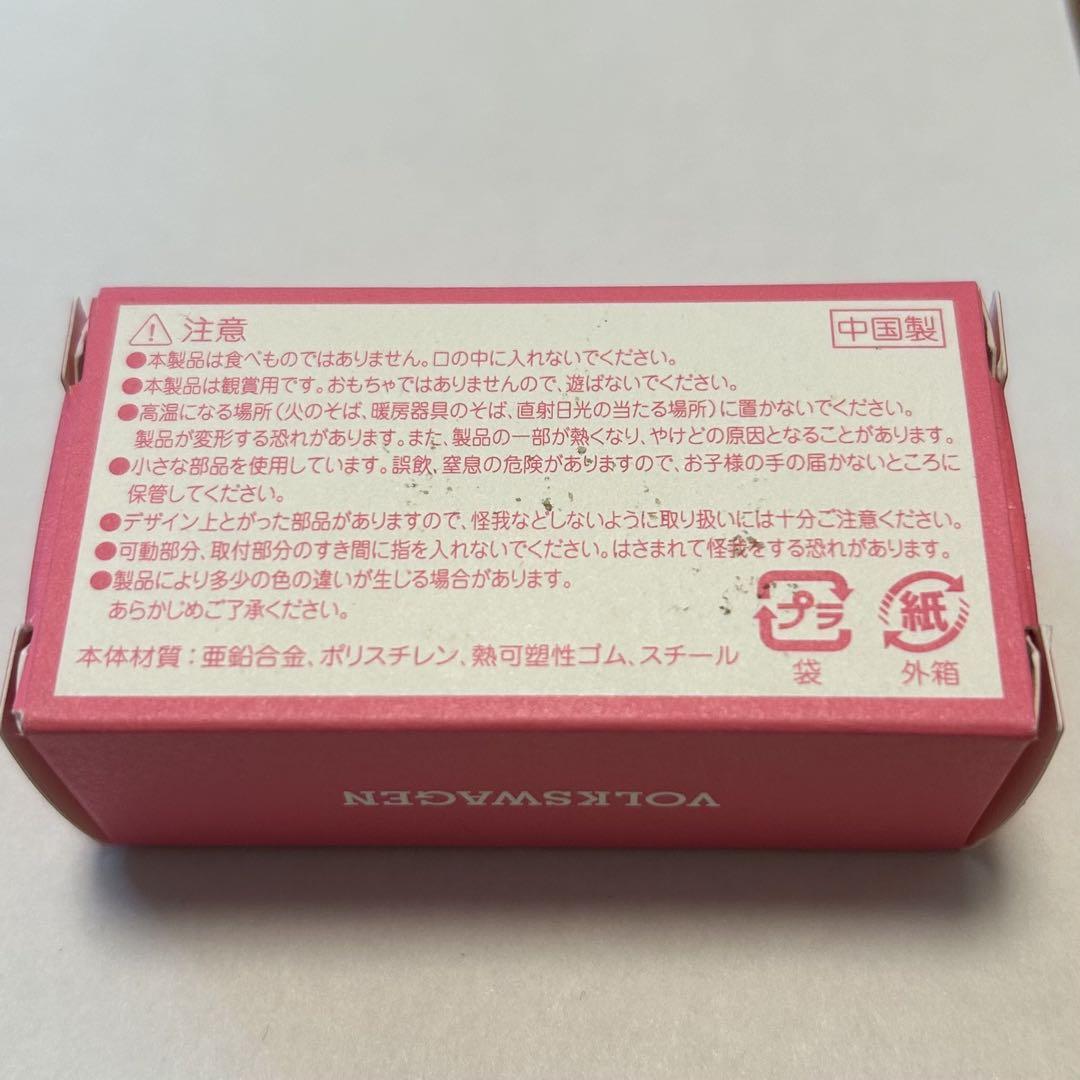 ⚠ 注意
中国製
●本製品は食べものではありません。口の中に入れないでください。
●本製品は観賞用です。おもちゃではありませんので、遊ばないでください。
●高温になる場所(火のそば、暖房器具のそば、直射日光の当たる場所)に置かないでください。
製品が変形する恐れがあります。また、製品の一部が熱くなり、やけどの原因となることがあります。
●小さな部品を使用しています。誤飲、窒息の危険がありますので、お子様の手の届かないところに
保管してください。
●デザイン上とがった部品がありますので、怪我などしないように取り扱いには十分ご注意ください。
●可動部分、取付部分のすき間に指を入れないでください。はさまれて怪我をする恐れがあります。
●製品により多少の色の違いが生じる場合があります。
あらかじめご了承ください。
プラ
紙
本体材質:亜鉛合金、ポリスチレン、熱可塑性ゴム、スチール
袋
外箱
VOLKSWAGEN